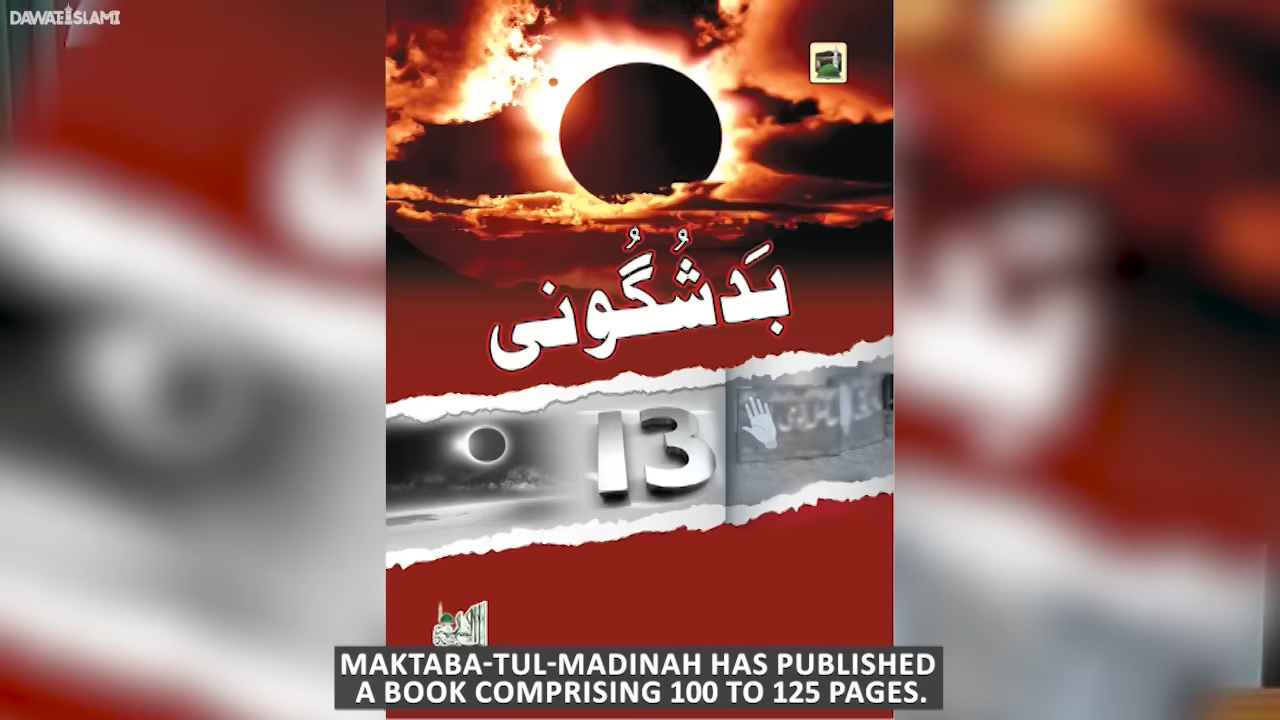 DAWATEISLAMI
بَدشُگُونی
13
MAKTABA-TUL-MADINAH HAS PUBLISHED
A BOOK COMPRISING 100 TO 125 PAGES.